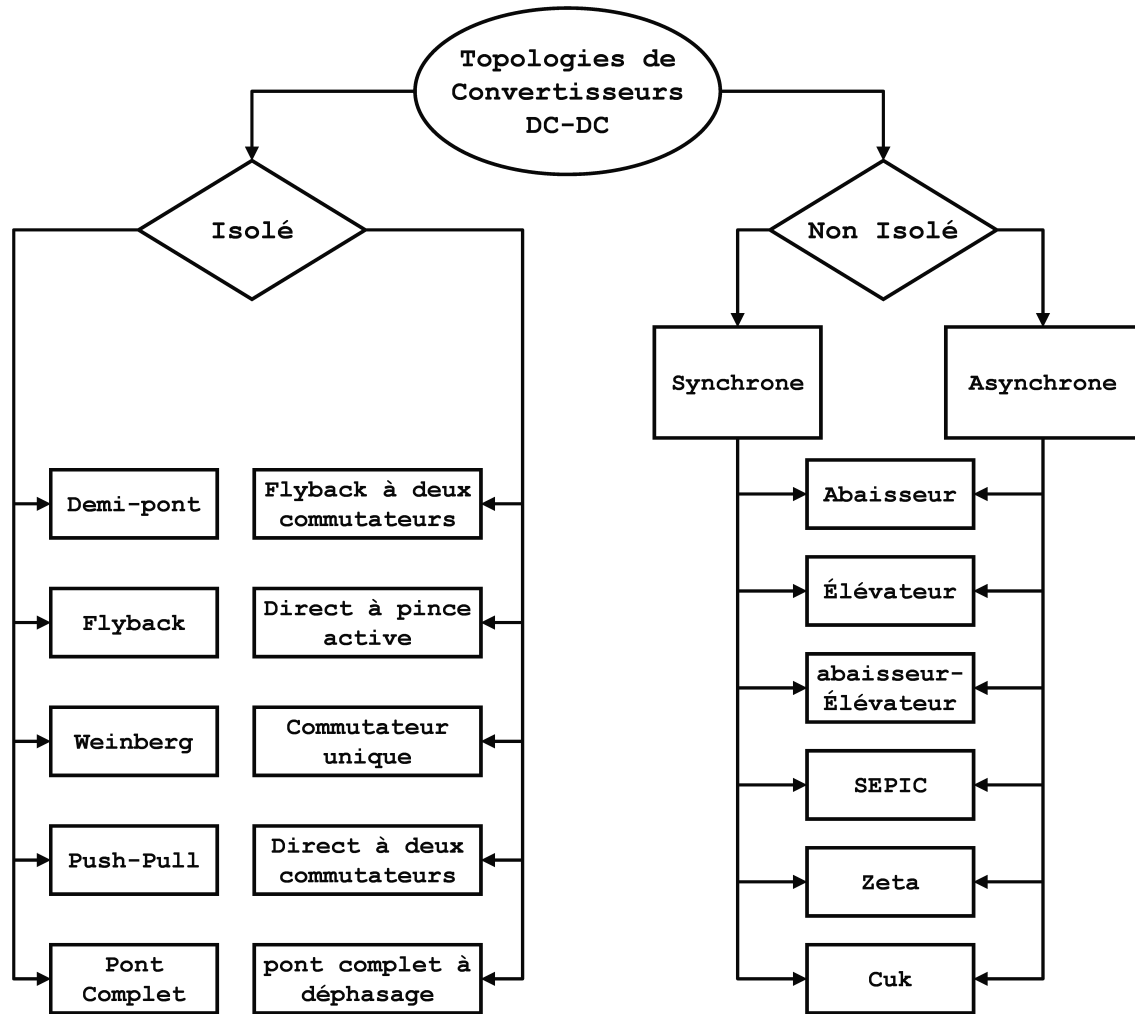 Topologies de
Convertisseurs
DC-DC
Isolé
Non Isolé
Synchrone
Asynchrone
Demi-pont
Flyback à deux
commutateurs
Flyback
Direct à pince
active
Weinberg
Commutateur
unique
Push-Pull
Direct à deux
commutateurs
Pont
Complet
pont complet à
déphasage
Abaisseur
Élévateur
abaisseur-
Élévateur
SEPIC
Zeta
Cuk